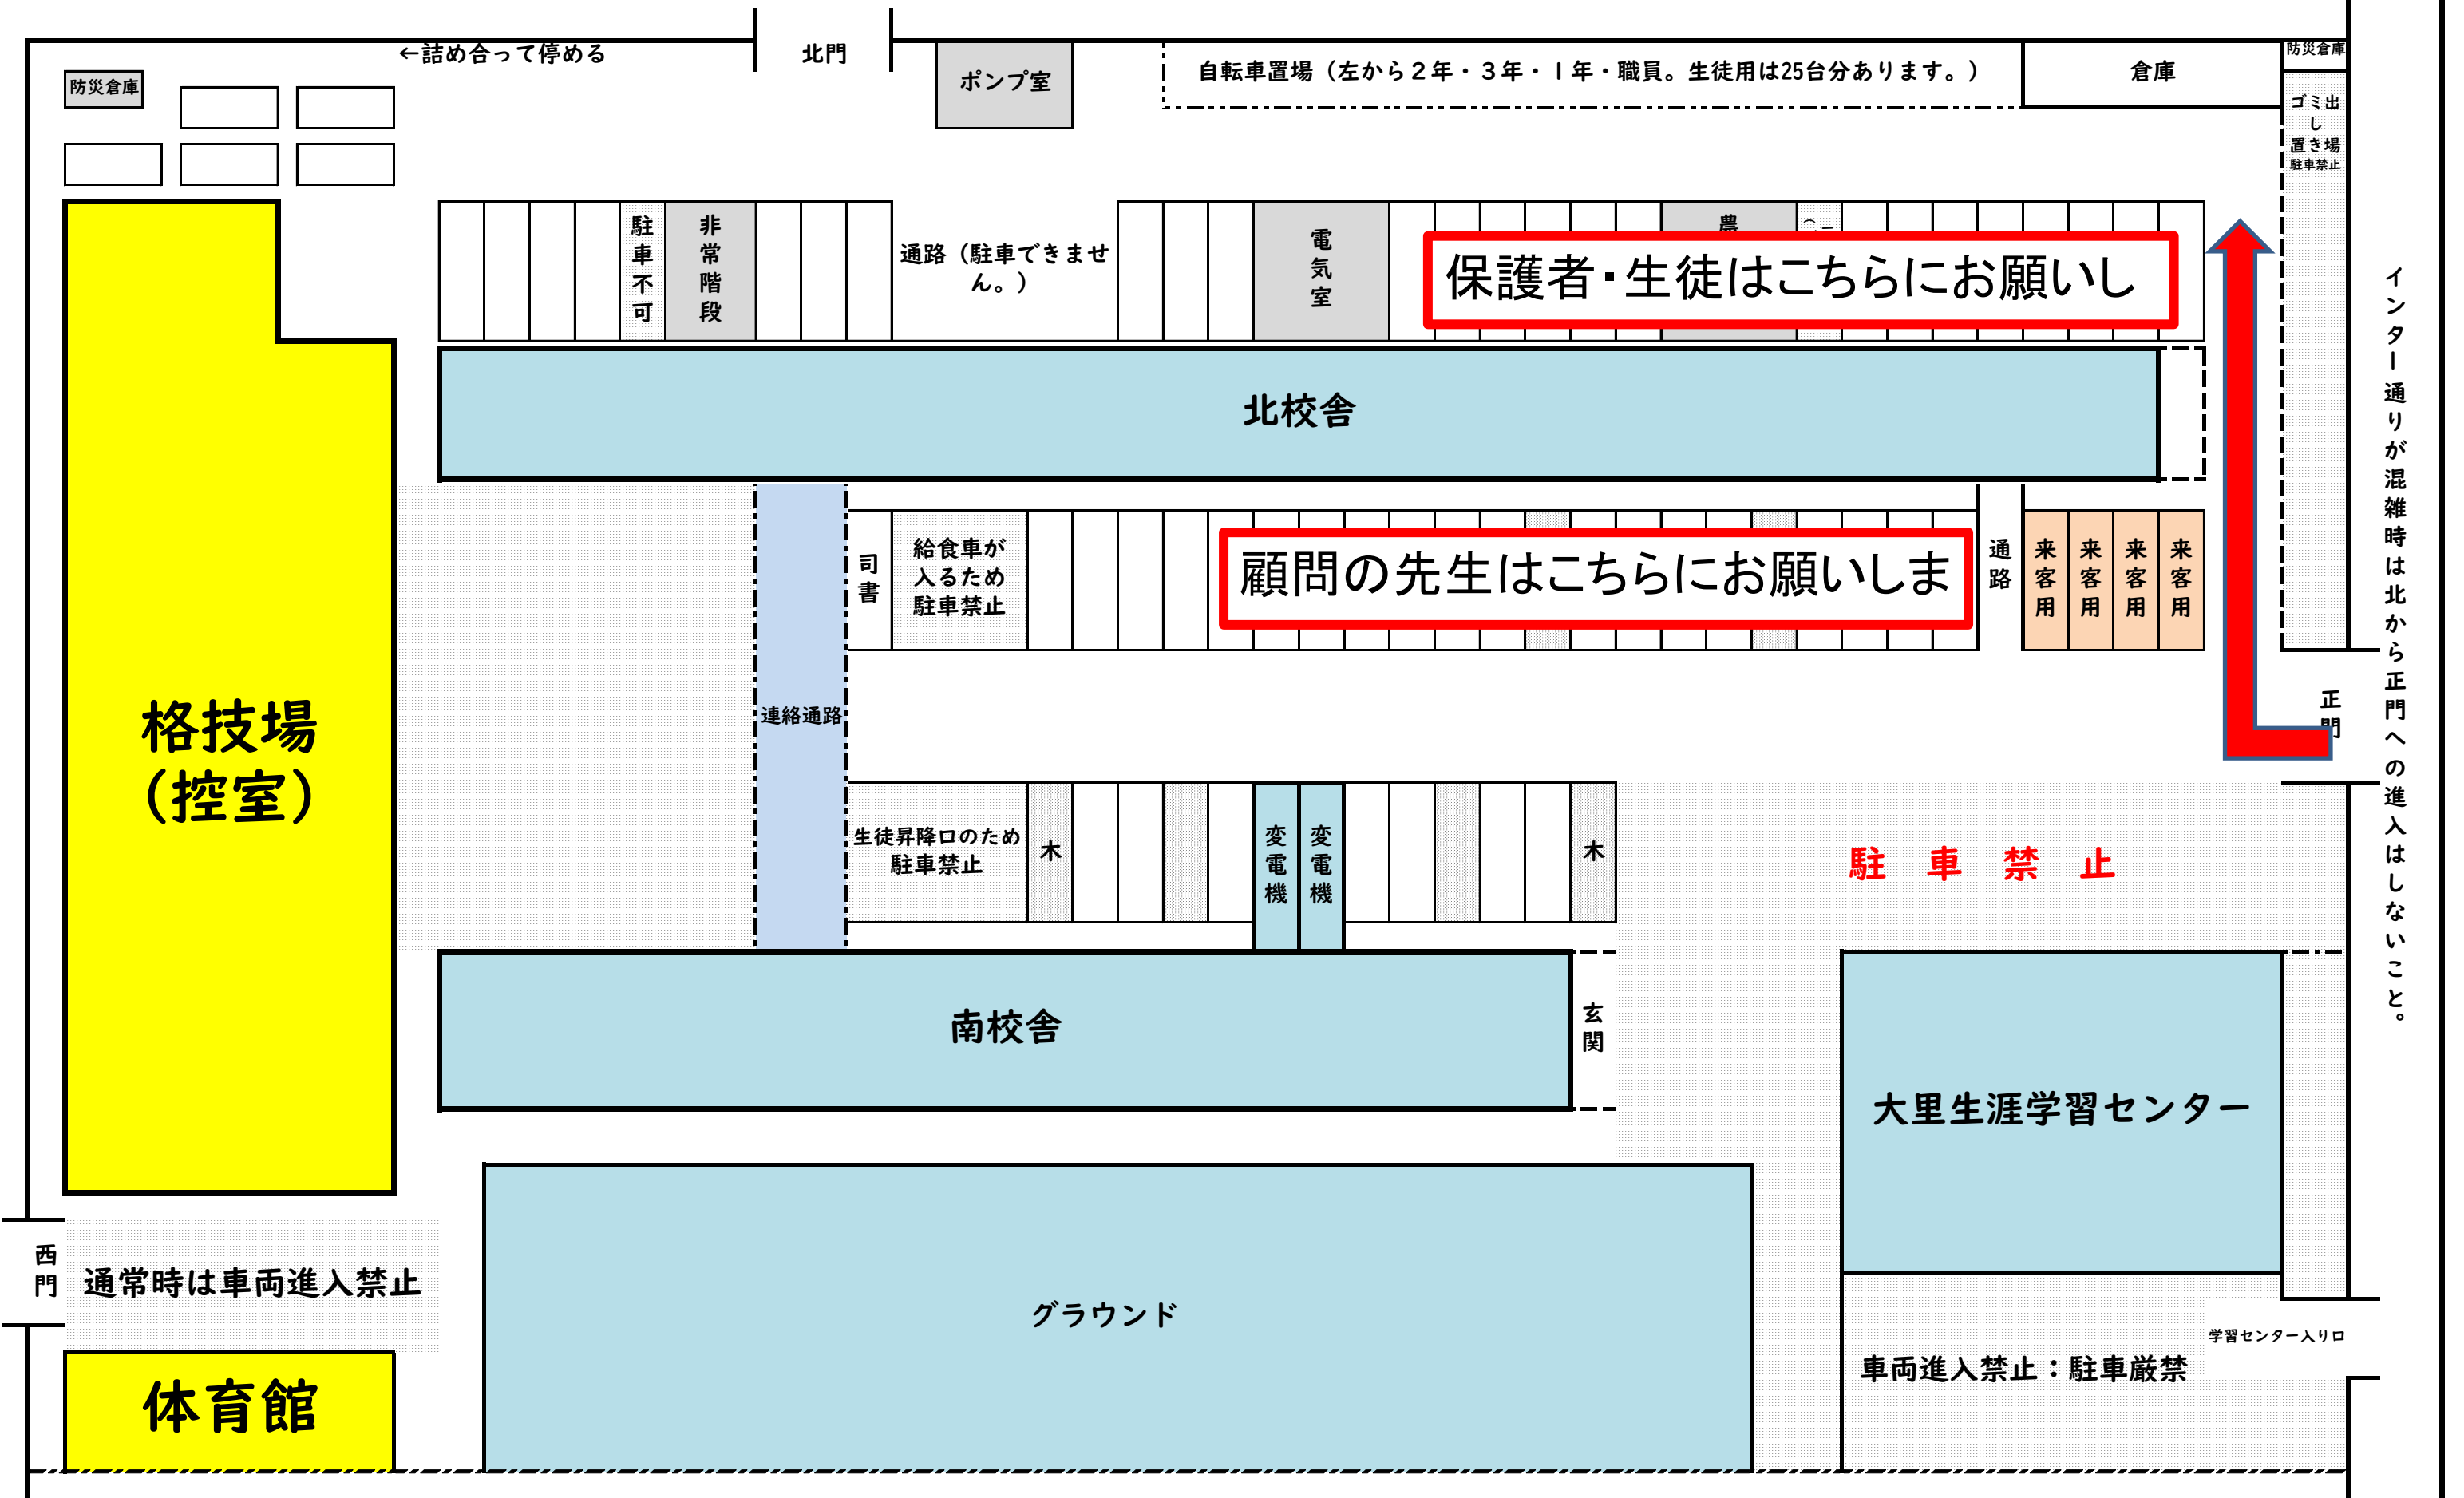 ←詰め合って停める
北門
防災倉庫
ポンプ室
自転車置場（左から２年・３年・１年・職員。生徒用は25台分あります。）
倉庫
防災倉庫
ゴミ出
し
置き場
駐車禁止
駐車不可
非常階段
通路（駐車できませ
ん。）
電気室
農
保護者・生徒はこちらにお願いし
北校舎
インター通りが混雑時は北から正門への進入はしないこと。
司書
給食車が
入るため
駐車禁止
顧問の先生はこちらにお願いしま
通路
来客用
来客用
来客用
来客用
正門
連絡通路
格技場
（控室）
生徒昇降口のため
駐車禁止
木
変電機
変電機
木
駐　車　禁　止
南校舎
玄関
大里生涯学習センター
西門
通常時は車両進入禁止
グラウンド
学習センター入り口
車両進入禁止：駐車厳禁
体育館